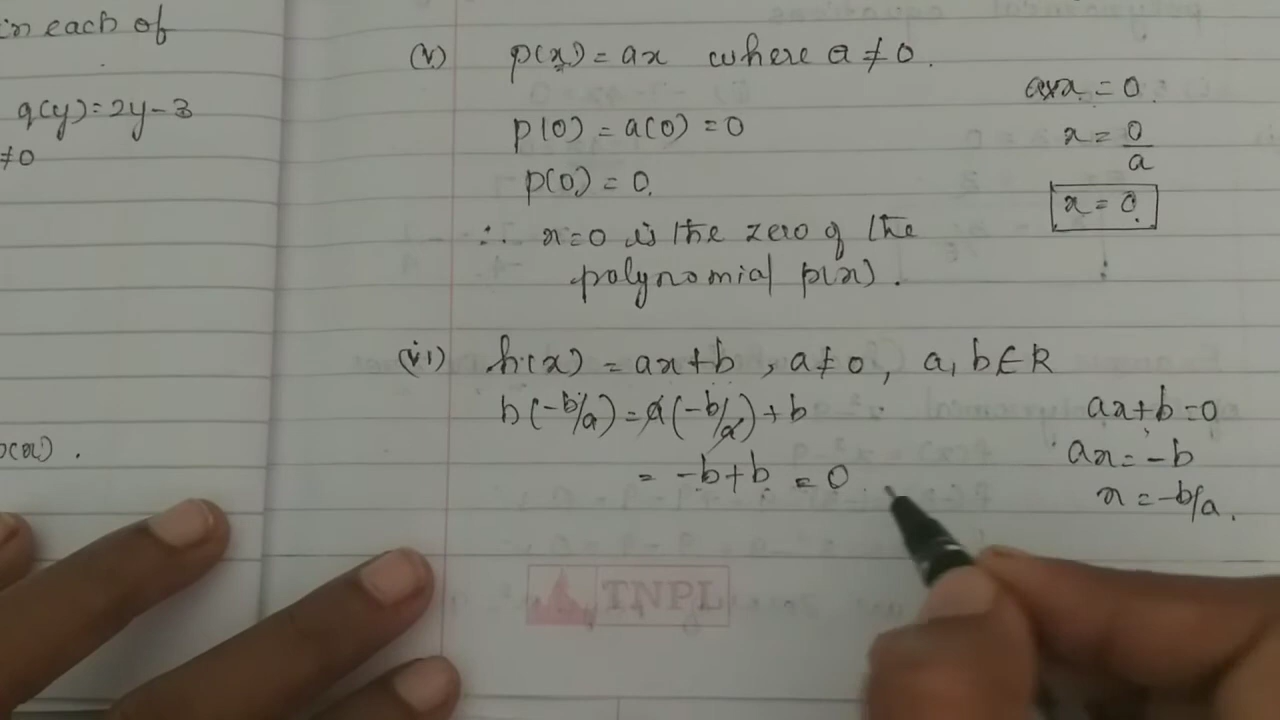 in each of
q(y)=2y-3
≠0
p(x).
(v) p(x) = ax where a ≠ 0.
p(0) = a(0) = 0
p(0) = 0.
∴ x=0 is the zero of the
polynomial p(x).
axx = 0.
x = 0/a
x = 0.
(vi) h(x) = ax+b, a≠0, a, b∈R
h(-b/a) = a(-b/a)+b
= -b+b = 0
ax+b=0
ax=-b
x=-b/a.
TNPL